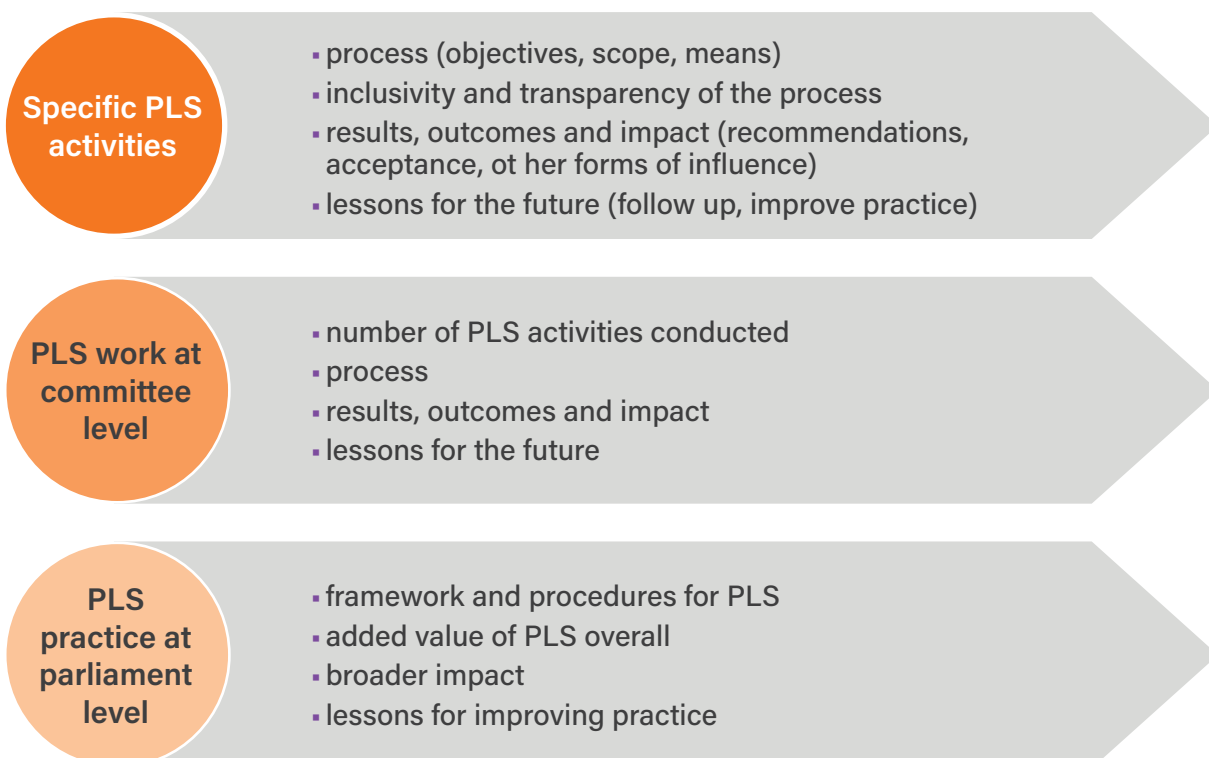 Specific PLS
activities
▪ process (objectives, scope, means)
▪ inclusivity and transparency of the process
▪ results, outcomes and impact (recommendations,
acceptance, ot her forms of influence)
▪ lessons for the future (follow up, improve practice)
PLS work at
committee
level
▪ number of PLS activities conducted
▪ process
▪ results, outcomes and impact
▪ lessons for the future
PLS
practice at
parliament
level
▪ framework and procedures for PLS
▪ added value of PLS overall
▪ broader impact
▪ lessons for improving practice